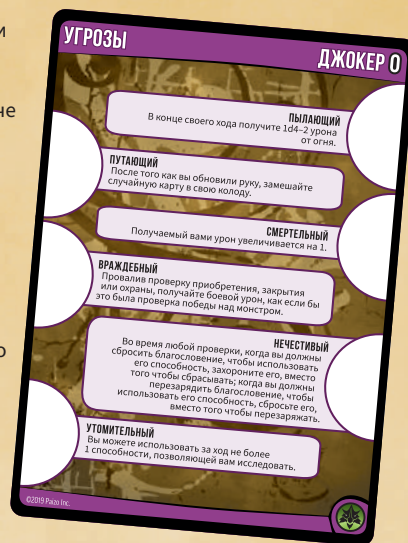 и
че
о
УГРОЗЫ
ДЖОКЕР 0
ПЫЛАЮЩИЙ
В конце своего хода получите 1d4–2 урона
от огня.
ПУТАЮЩИЙ
После того как вы обновили руку, замешайте
случайную карту в свою колоду.
СМЕРТЕЛЬНЫЙ
Получаемый вами урон увеличивается на 1.
ВРАЖДЕБНЫЙ
Провалив проверку приобретения, закрытия
или охраны, получайте боевой урон, как если бы
это была проверка победы над монстром.
НЕЧЕСТИВЫЙ
Во время любой проверки, когда вы должны
сбросить благословение, чтобы использовать
его способность, захороните его, вместо
того чтобы сбрасывать; когда вы должны
перезарядить благословение, чтобы
использовать его способность, сбросьте его,
вместо того чтобы перезаряжать.
УТОМИТЕЛЬНЫЙ
Вы можете использовать за ход не более
1 способности, позволяющей вам исследовать.
©2019 Paizo Inc.